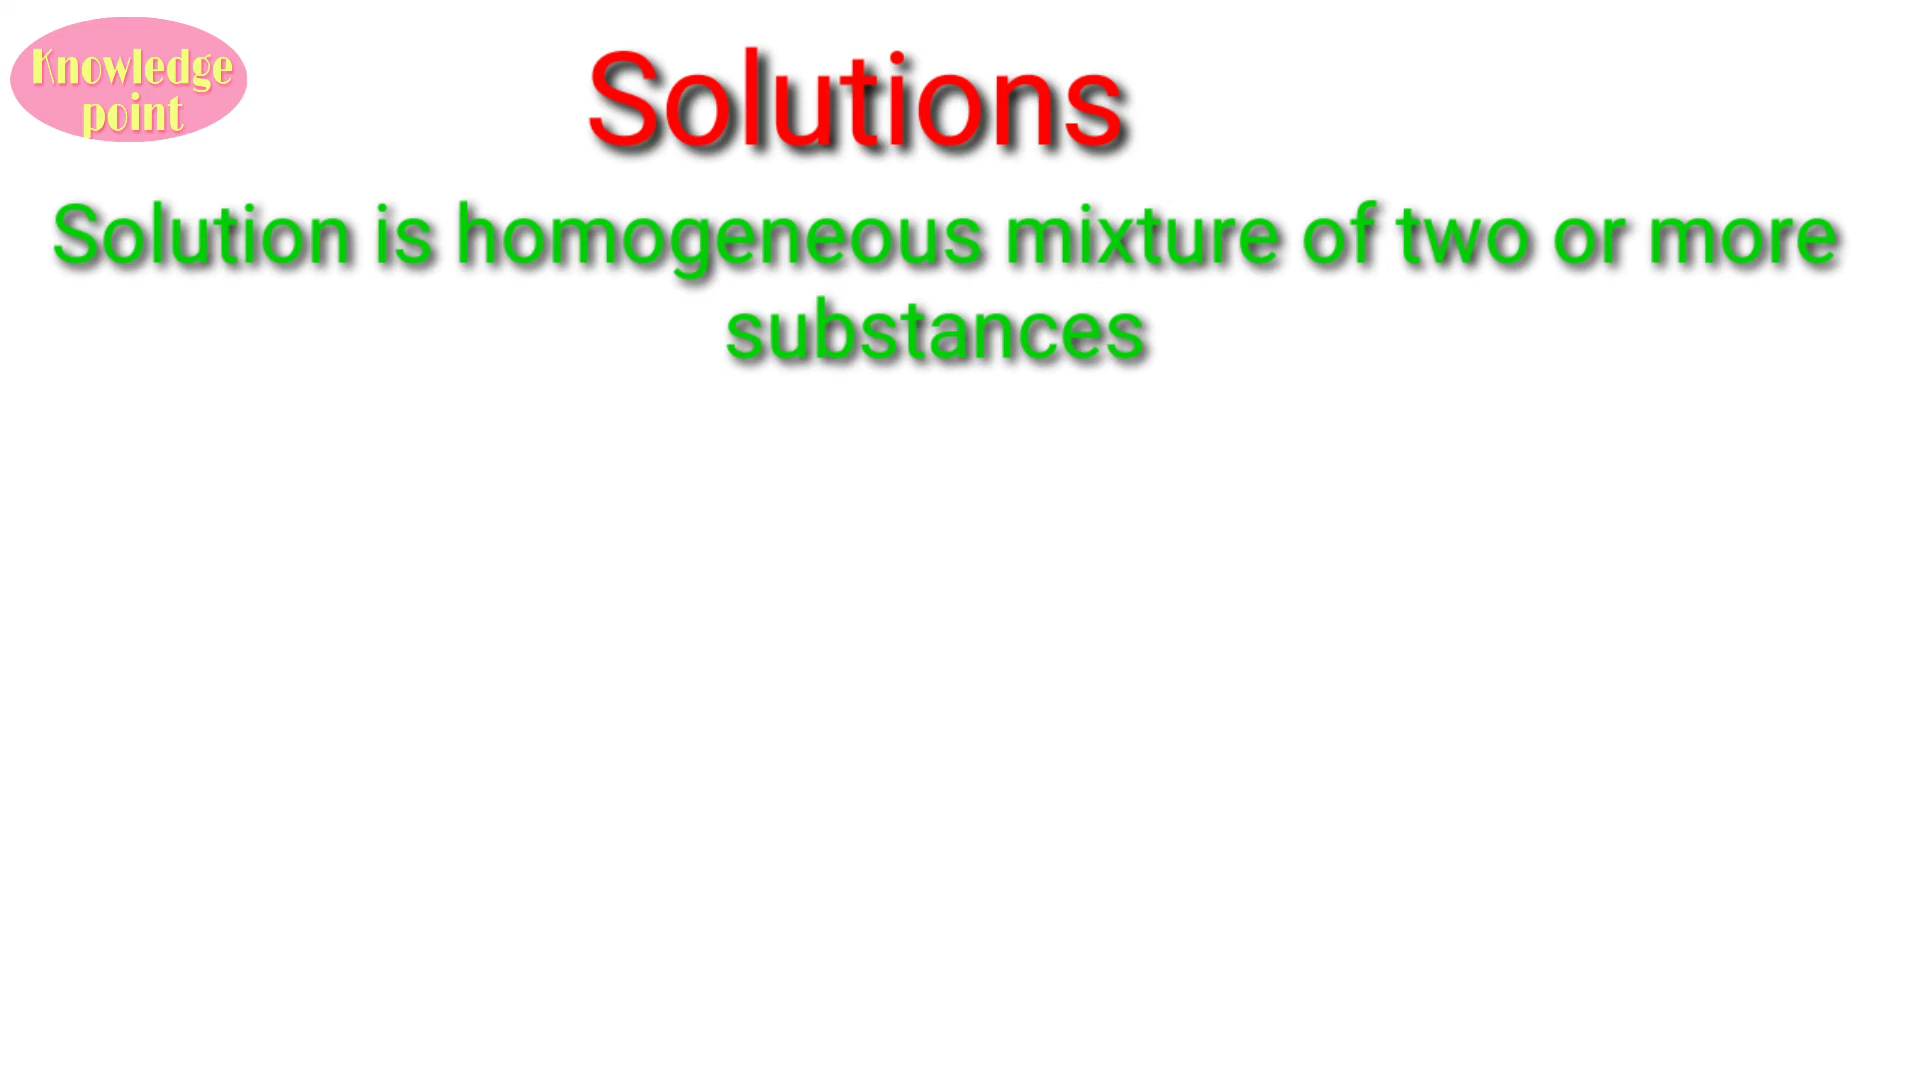 Knowledge
point
Solutions
Solution is homogeneous mixture of two or more
substances